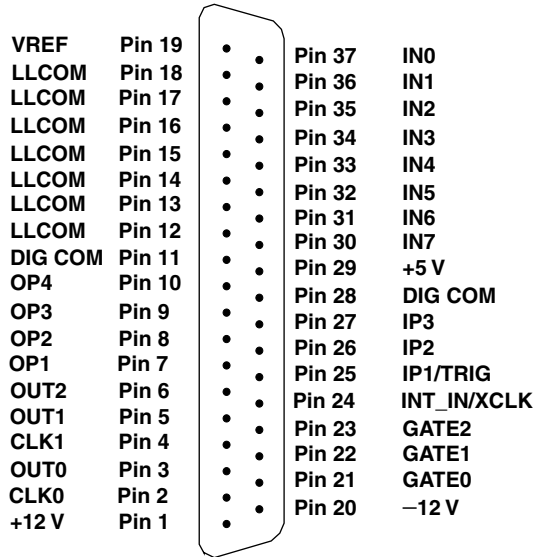 VREF Pin 19
LLCOM Pin 18
LLCOM Pin 17
LLCOM Pin 16
LLCOM Pin 15
LLCOM Pin 14
LLCOM Pin 13
LLCOM Pin 12
DIG COM Pin 11
OP4 Pin 10
OP3 Pin 9
OP2 Pin 8
OP1 Pin 7
OUT2 Pin 6
OUT1 Pin 5
CLK1 Pin 4
OUT0 Pin 3
CLK0 Pin 2
+12 V Pin 1
Pin 37 IN0
Pin 36 IN1
Pin 35 IN2
Pin 34 IN3
Pin 33 IN4
Pin 32 IN5
Pin 31 IN6
Pin 30 IN7
Pin 29 +5 V
Pin 28 DIG COM
Pin 27 IP3
Pin 26 IP2
Pin 25 IP1/TRIG
Pin 24 INT_IN/XCLK
Pin 23 GATE2
Pin 22 GATE1
Pin 21 GATE0
Pin 20 −12 V